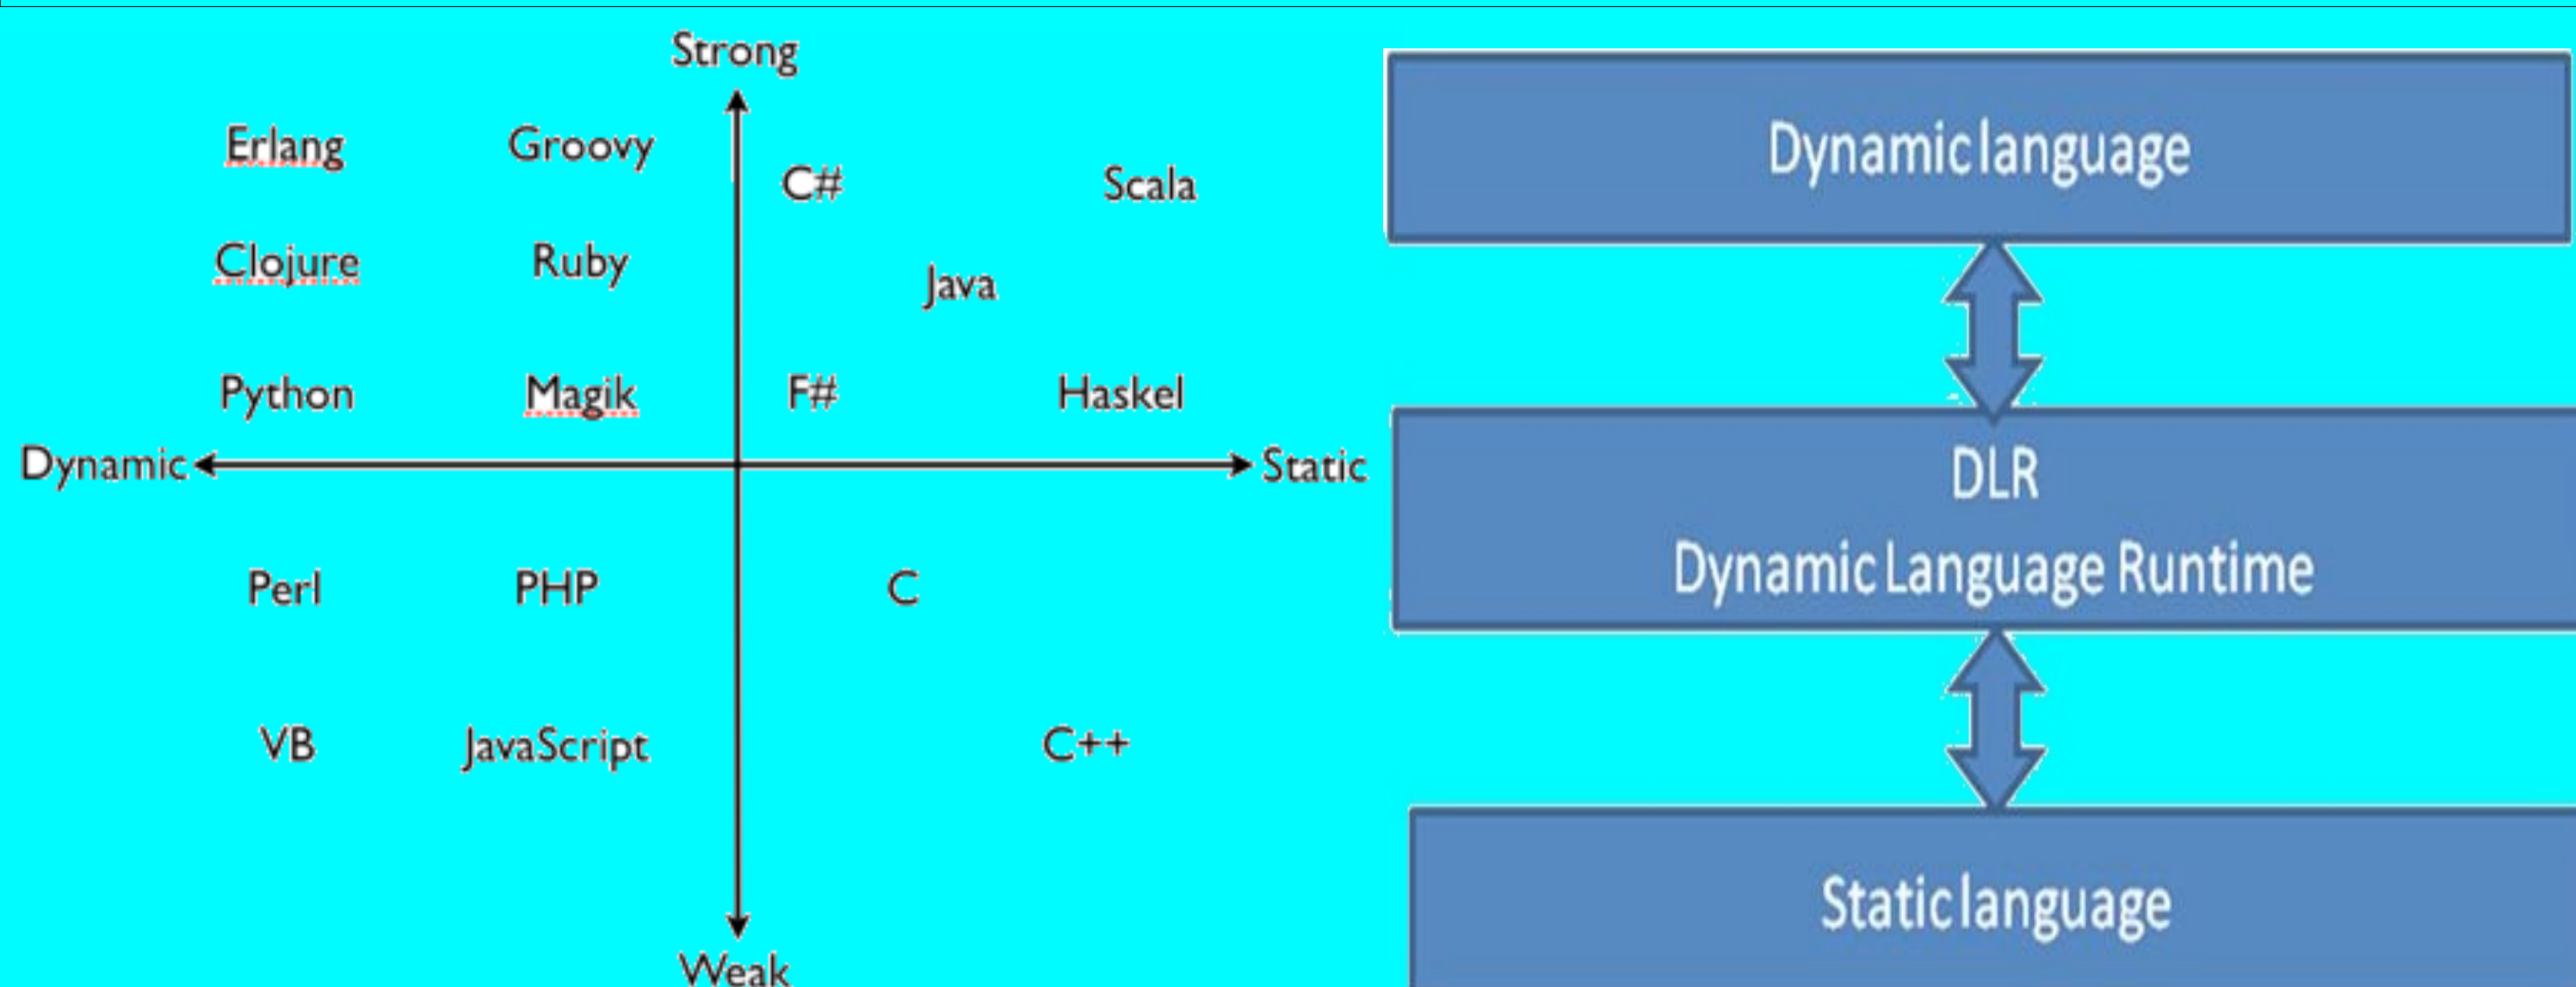 Strong
Erlang Groovy
C# Scala
Clojure Ruby
Java
Python Magik F# Haskel
Dynamic Static
Perl PHP C
VB JavaScript C++
Weak
Dynamic language
DLR
Dynamic Language Runtime
Static language